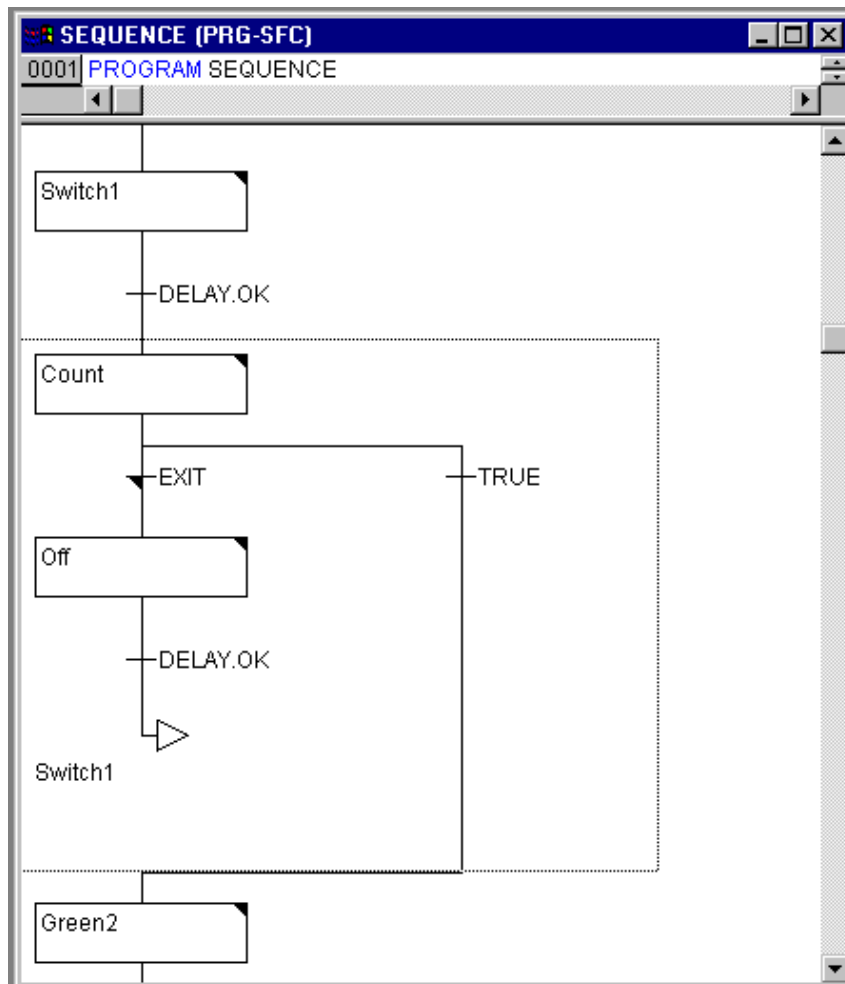 SEQUENCE (PRG-SFC)
0001 PROGRAM SEQUENCE
Switch1
DELAY.OK
Count
EXIT TRUE
Off
DELAY.OK
Switch1
Green2